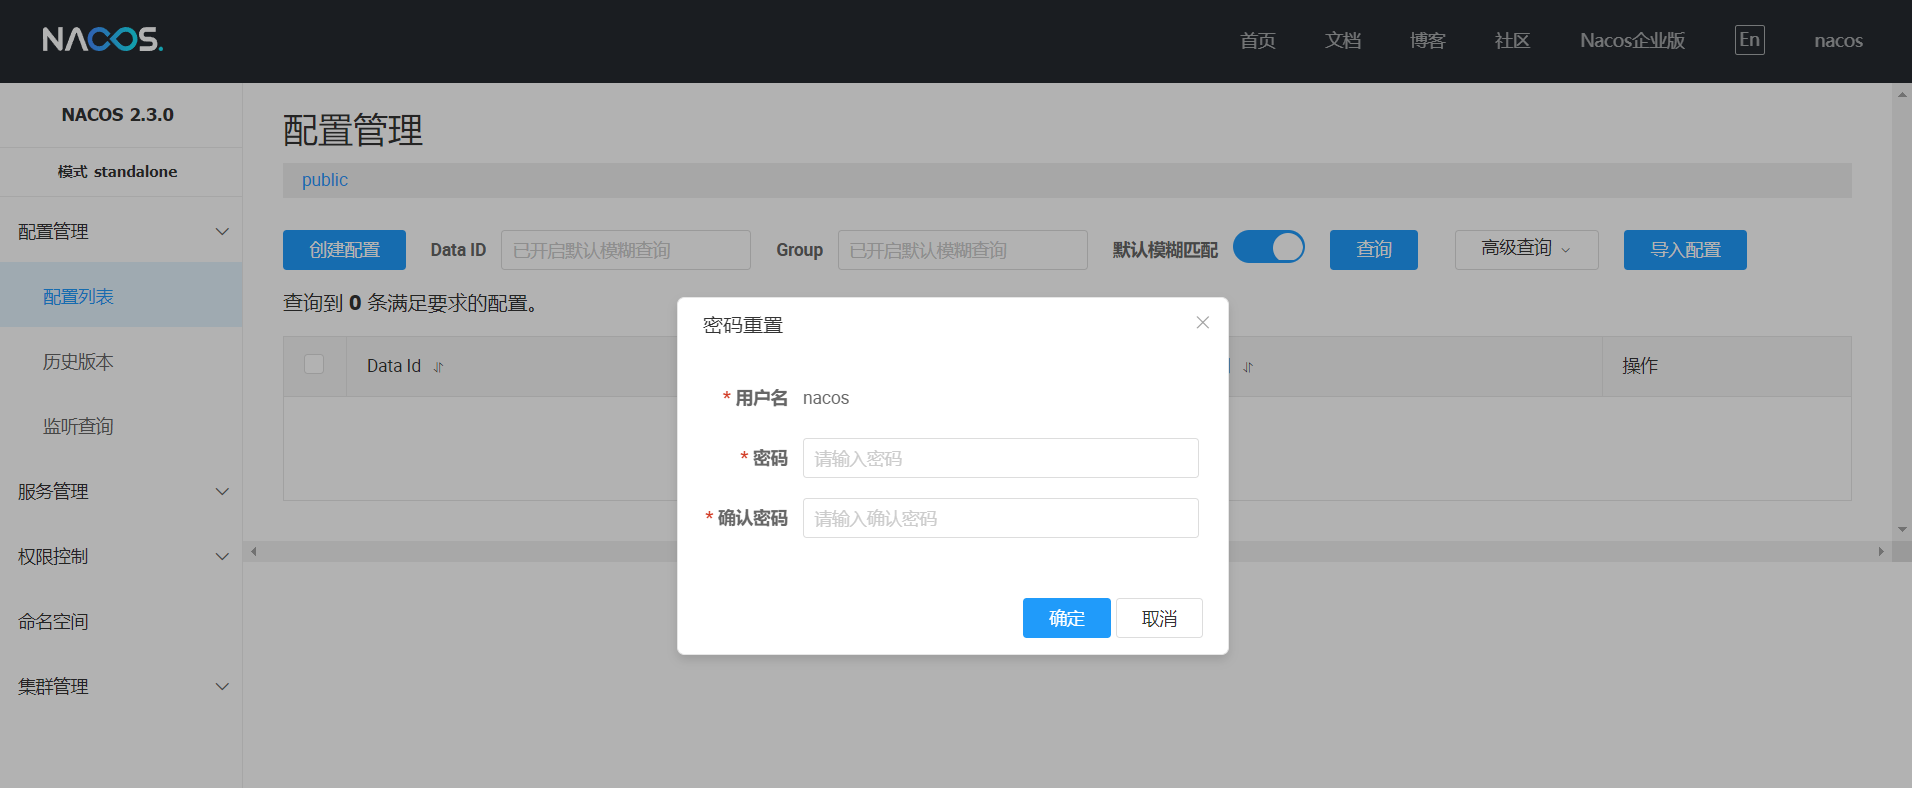 NACOS.
首页 文档 博客 社区 Nacos企业版 En nacos
NACOS 2.3.0
模式 standalone
配置管理
配置列表
历史版本
监听查询
服务管理
权限控制
命名空间
集群管理
配置管理
public
创建配置 Data ID 已开启默认模糊查询 Group 已开启默认模糊查询 默认模糊匹配 查询 高级查询 导入配置
查询到 0 条满足要求的配置。
Data Id 操作
密码重置
* 用户名 nacos
* 密码 请输入密码
* 确认密码 请输入确认密码
确定 取消